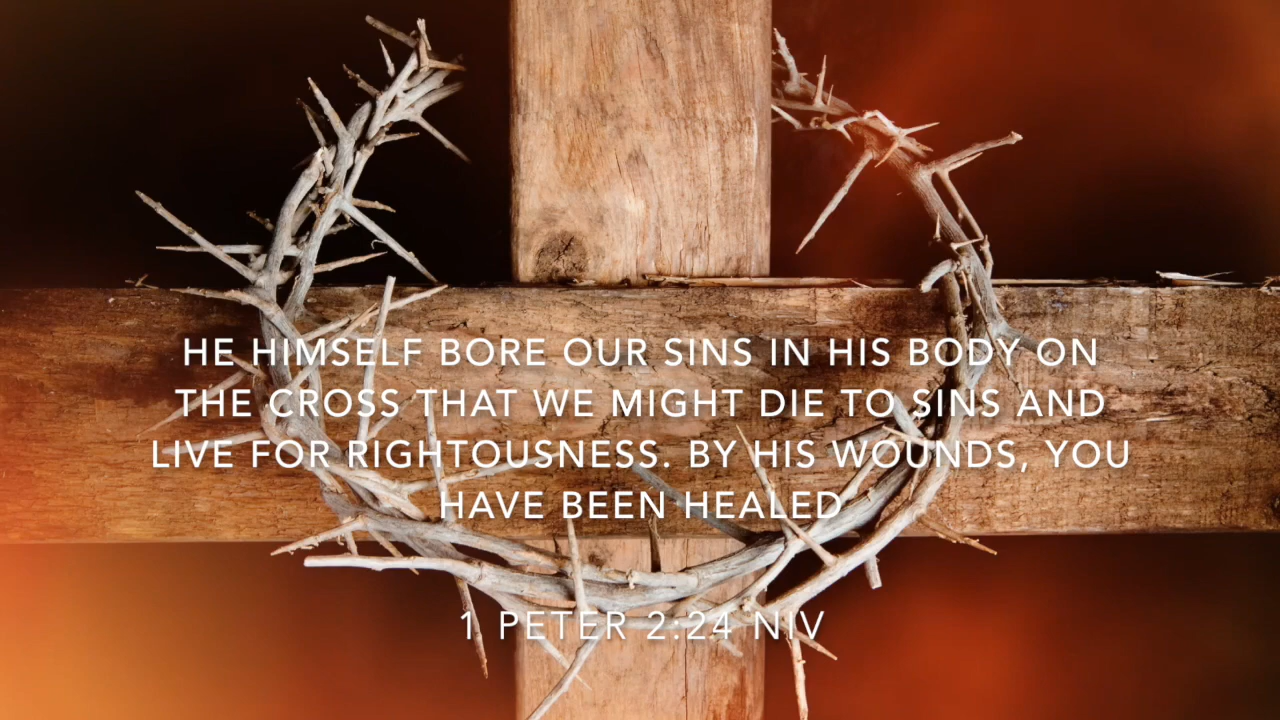 HE HIMSELF BORE OUR SINS IN HIS BODY ON
THE CROSS THAT WE MIGHT DIE TO SINS AND
LIVE FOR RIGHTOUSNESS. BY HIS WOUNDS, YOU
HAVE BEEN HEALED
1 PETER 2:24 NIV